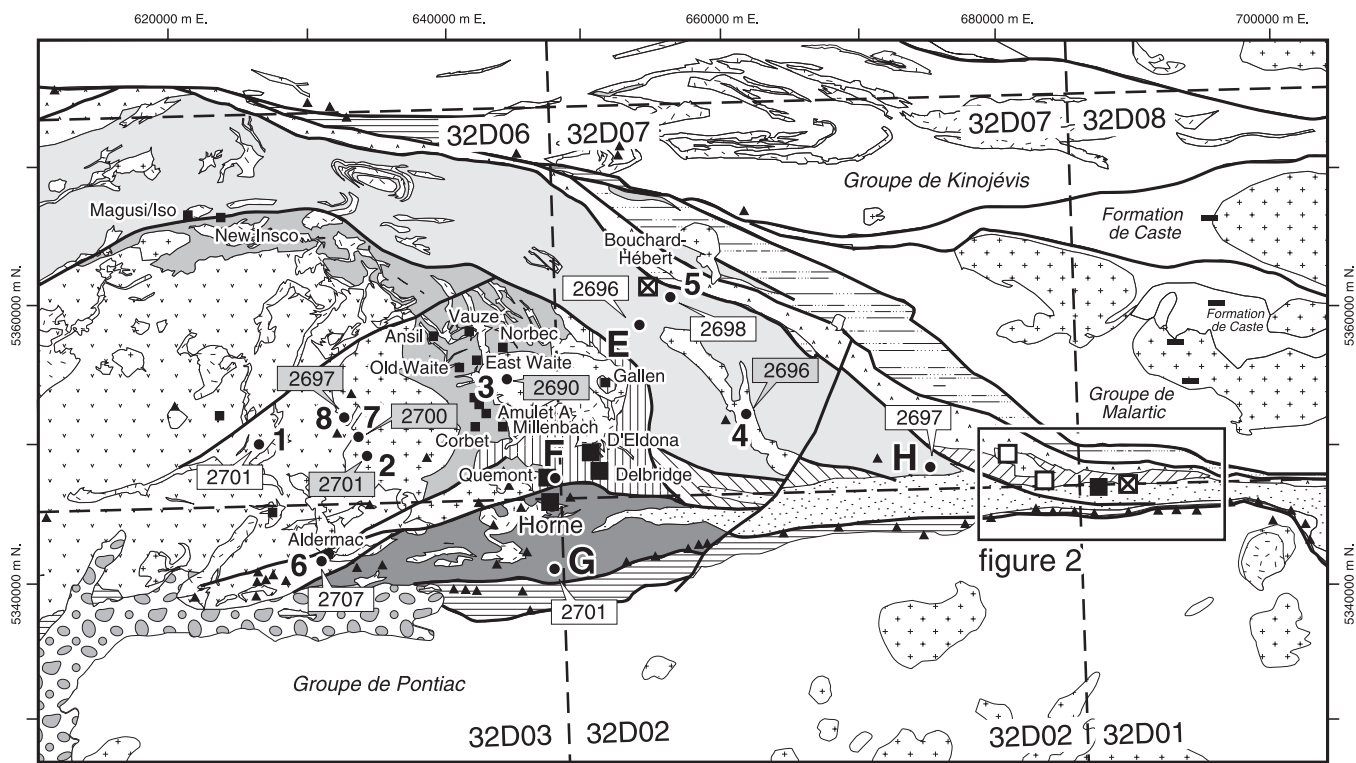 620000 m E.
640000 m E.
660000 m E.
680000 m E.
700000 m E.
32D06
32D07
32D07
32D08
Groupe de Kinojévis
Magusi/Iso
New Insco
Formation
de Caste
Bouchard-
Hébert
5360000 m N.
5360000 m N.
2696
5
2698
Formation
de Caste
Vauze
Ansil
Norbec
E
Old Waite
East Waite
2697
3
2690
Gallen
2696
Groupe de
Malartic
8
7
2700
Amulet A
Millenbach
Corbet
4
2697
1
D'Eldona
F
H
2701
2
2701
Quemont
Delbridge
Horne
Aldermac
6
G
figure 2
5340000 m N.
5340000 m N.
2707
2701
Groupe de Pontiac
32D03
32D02
32D02
32D01